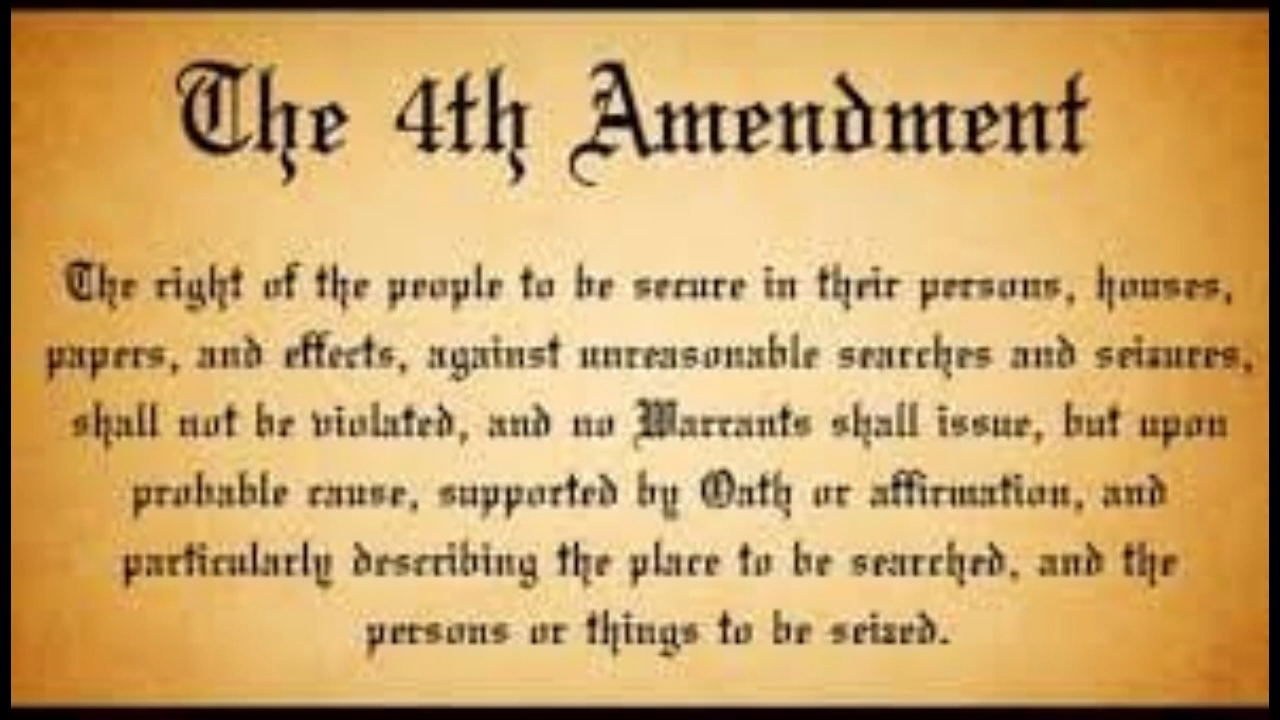 The 4th Amendment
The right of the people to be secure in their persons, houses,
papers, and effects, against unreasonable searches and seizures,
shall not be violated, and no Warrants shall issue, but upon
probable cause, supported by Oath or affirmation, and
particularly describing the place to be searched, and the
persons or things to be seized.